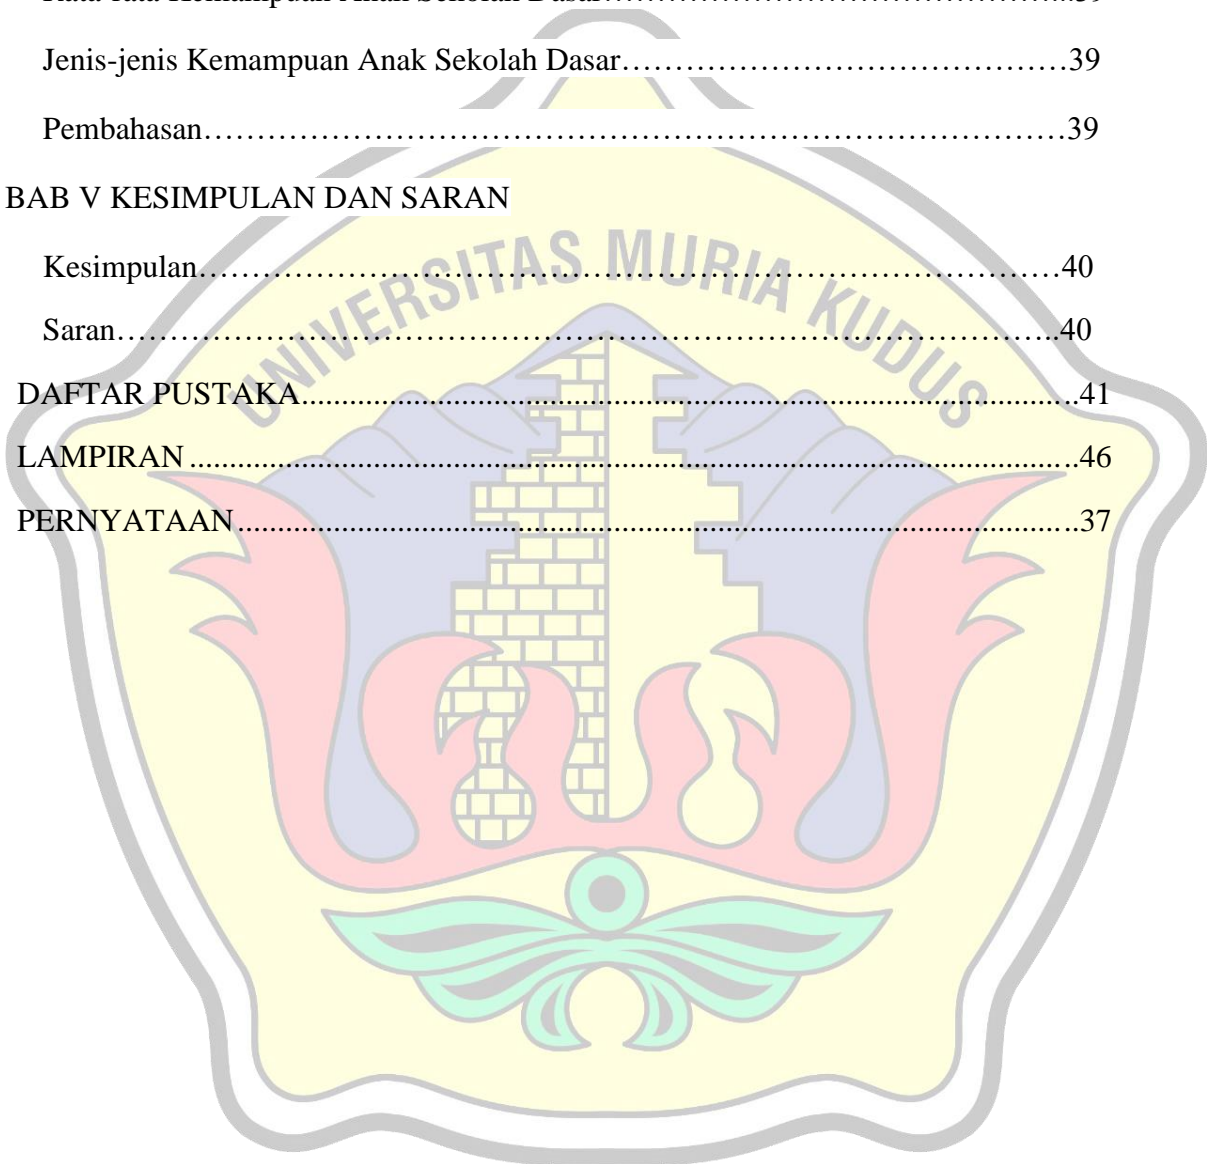 Jenis-jenis Kemampuan Anak Sekolah Dasar……………………………………39
Pembahasan………………………………………………………………………39
BAB V KESIMPULAN DAN SARAN
Kesimpulan………………………………………………………………………40
Saran……………………………………………………………………………..40
DAFTAR PUSTAKA....................................................................................................41
LAMPIRAN ..................................................................................................................46
PERNYATAAN...........................................................................................................37
UNIVERSITAS MURIA KUDUS